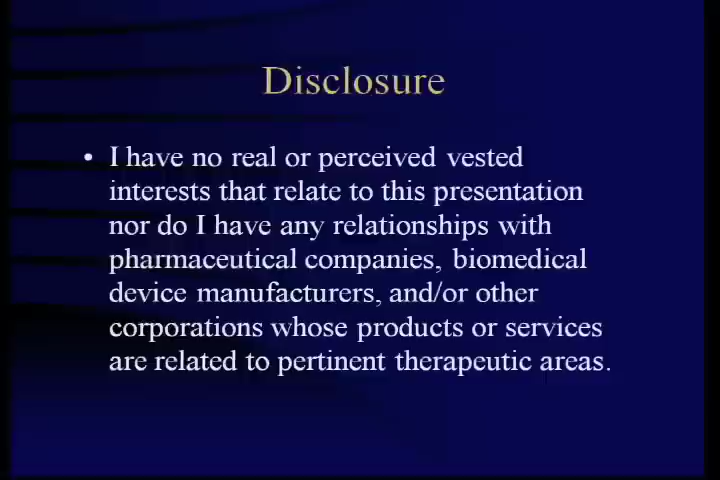 Disclosure
• I have no real or perceived vested
interests that relate to this presentation
nor do I have any relationships with
pharmaceutical companies, biomedical
device manufacturers, and/or other
corporations whose products or services
are related to pertinent therapeutic areas.